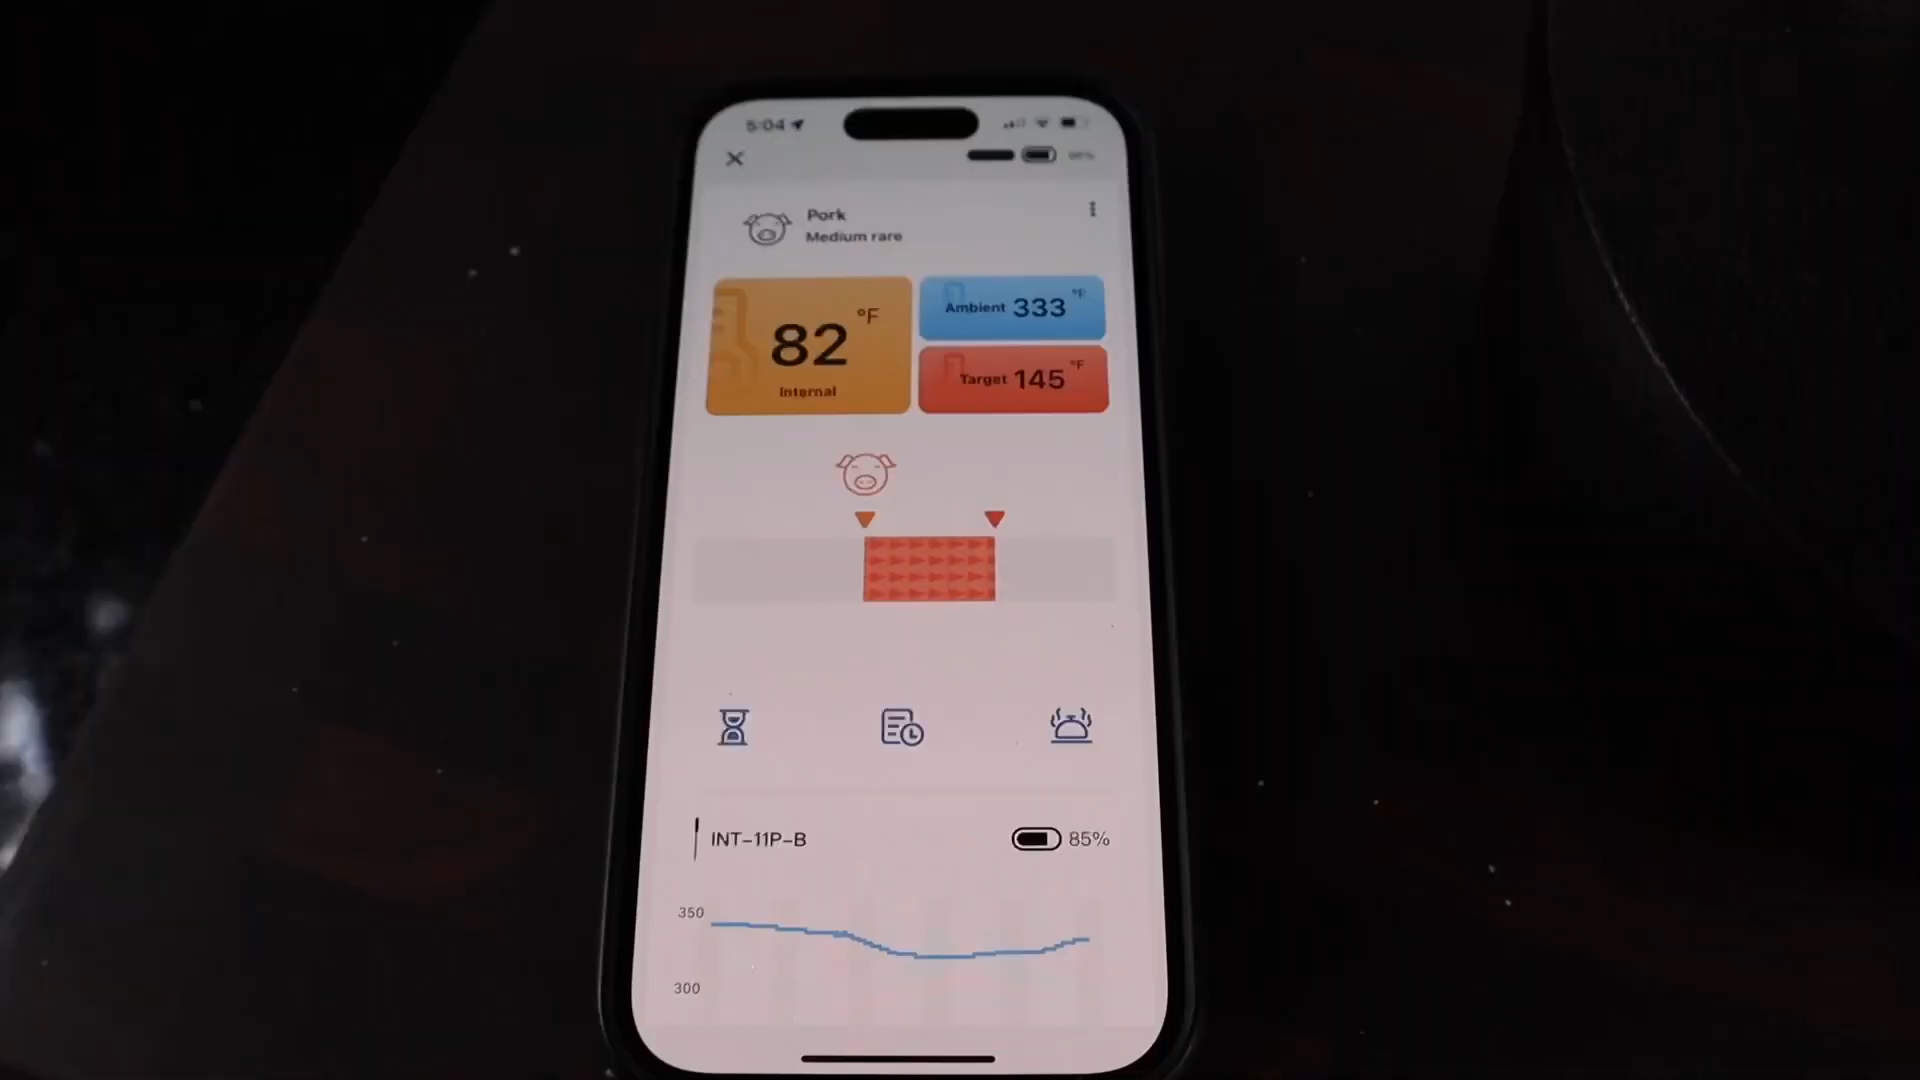 5:04
Pork
Medium rare
82 °F
Internal
Ambient 333 °F
Target 145 °F
INT-11P-B
85%
350
300